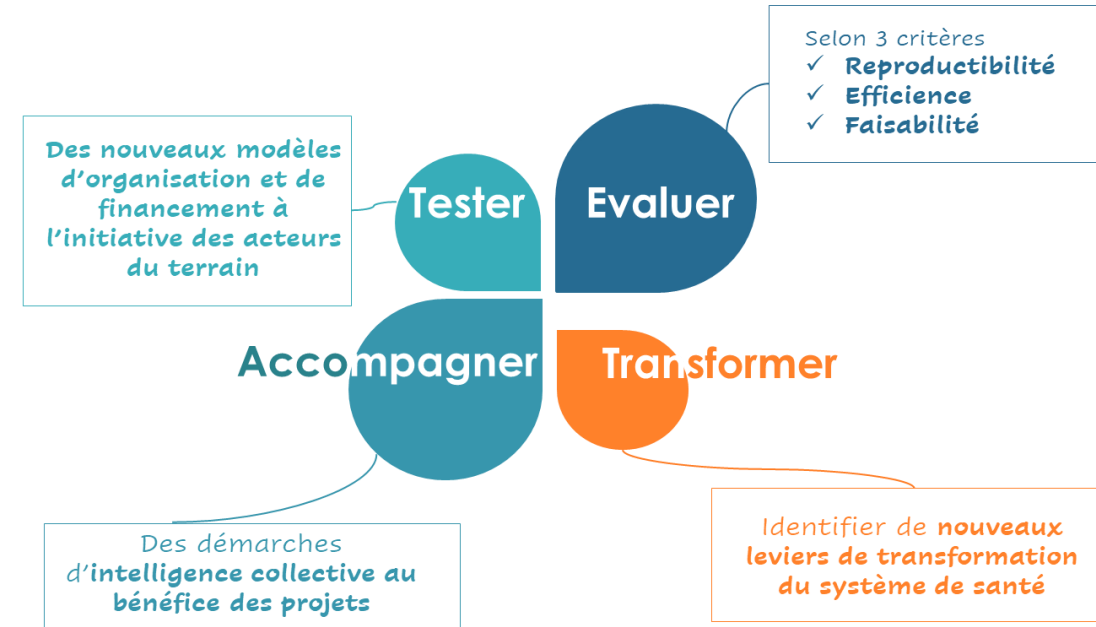 Selon 3 critères
✓ Reproductibilité
✓ Efficience
✓ Faisabilité
Des nouveaux modèles
d'organisation et de
financement à
l'initiative des acteurs
du terrain
Tester
Evaluer
Accompagner
Transformer
Des démarches
d'intelligence collective au
bénéfice des projets
Identifier de nouveaux
leviers de transformation
du système de santé